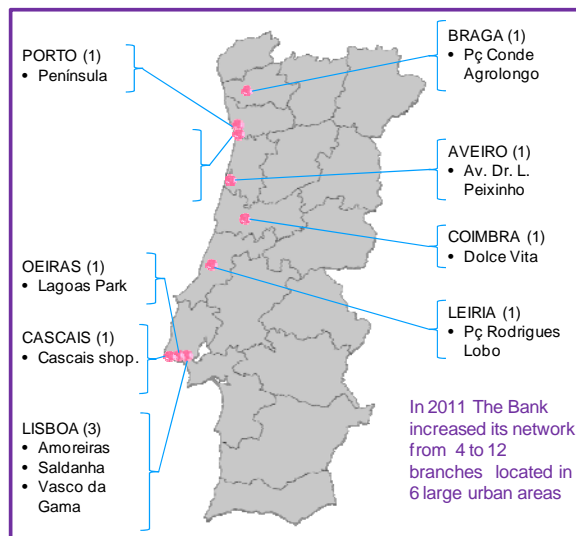 PORTO (1)
• Península
OEIRAS (1)
• Lagoas Park
CASCAIS (1)
• Cascais shop.
LISBOA (3)
• Amoreiras
• Saldanha
• Vasco da
Gama
BRAGA (1)
• Pç Conde
Agrolongo
AVEIRO (1)
• Av. Dr. L.
Peixinho
COIMBRA (1)
• Dolce Vita
LEIRIA (1)
• Pç Rodrigues
Lobo
In 2011 The Bank
increased its network
from 4 to 12
branches located in
6 large urban areas